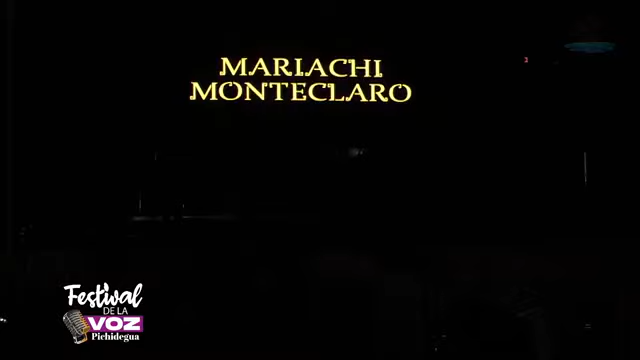 MARIACHI
MONTECLARO
Festival
DE LA
VOZ
Pichidegua